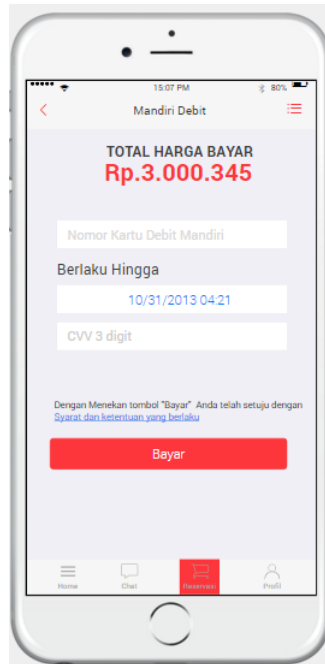 15:07 PM
80%
Mandiri Debit
TOTAL HARGA BAYAR
Rp.3.000.345
Nomor Kartu Debit Mandiri
Berlaku Hingga
10/31/2013 04:21
CVV 3 digit
Dengan Menekan tombol "Bayar" Anda telah setuju dengan
Syarat dan ketentuan yang berlaku
Bayar
Home Chat Reservasi Profil